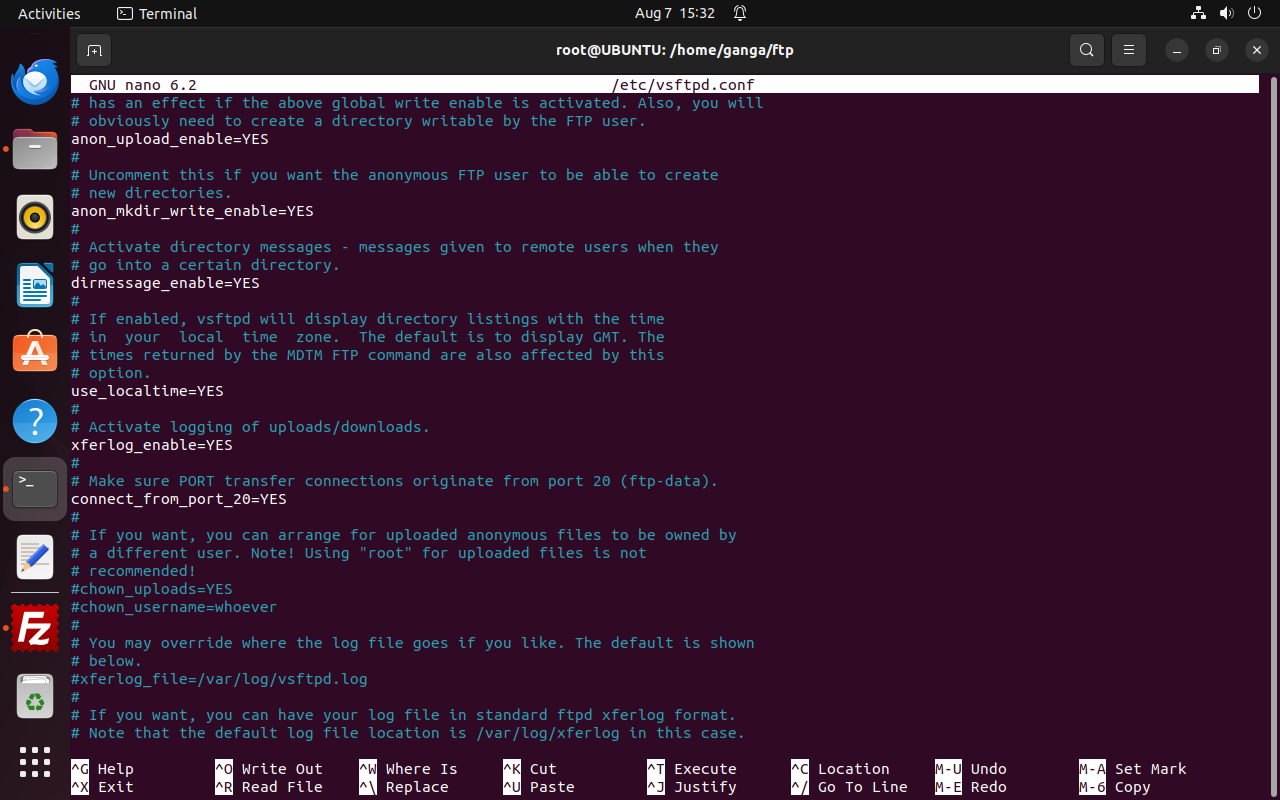 Activities
Terminal
Aug 7 15:32
root@UBUNTU: /home/ganga/ftp
GNU nano 6.2 /etc/vsftpd.conf
# has an effect if the above global write enable is activated. Also, you will
# obviously need to create a directory writable by the FTP user.
anon_upload_enable=YES
#
# Uncomment this if you want the anonymous FTP user to be able to create
# new directories.
anon_mkdir_write_enable=YES
#
# Activate directory messages - messages given to remote users when they
# go into a certain directory.
dirmessage_enable=YES
#
# If enabled, vsftpd will display directory listings with the time
# in  your  local  time  zone.  The default is to display GMT. The
# times returned by the MDTM FTP command are also affected by this
# option.
use_localtime=YES
#
# Activate logging of uploads/downloads.
xferlog_enable=YES
#
# Make sure PORT transfer connections originate from port 20 (ftp-data).
connect_from_port_20=YES
#
# If you want, you can arrange for uploaded anonymous files to be owned by
# a different user. Note! Using "root" for uploaded files is not
# recommended!
#chown_uploads=YES
#chown_username=whoever
#
# You may override where the log file goes if you like. The default is shown
# below.
#xferlog_file=/var/log/vsftpd.log
#
# If you want, you can have your log file in standard ftpd xferlog format.
# Note that the default log file location is /var/log/xferlog in this case.
^G Help ^O Write Out ^W Where Is ^K Cut ^T Execute ^C Location M-U Undo M-A Set Mark
^X Exit ^R Read File ^\ Replace ^U Paste ^J Justify ^/ Go To Line M-E Redo M-6 Copy
A
?
>_
Fz